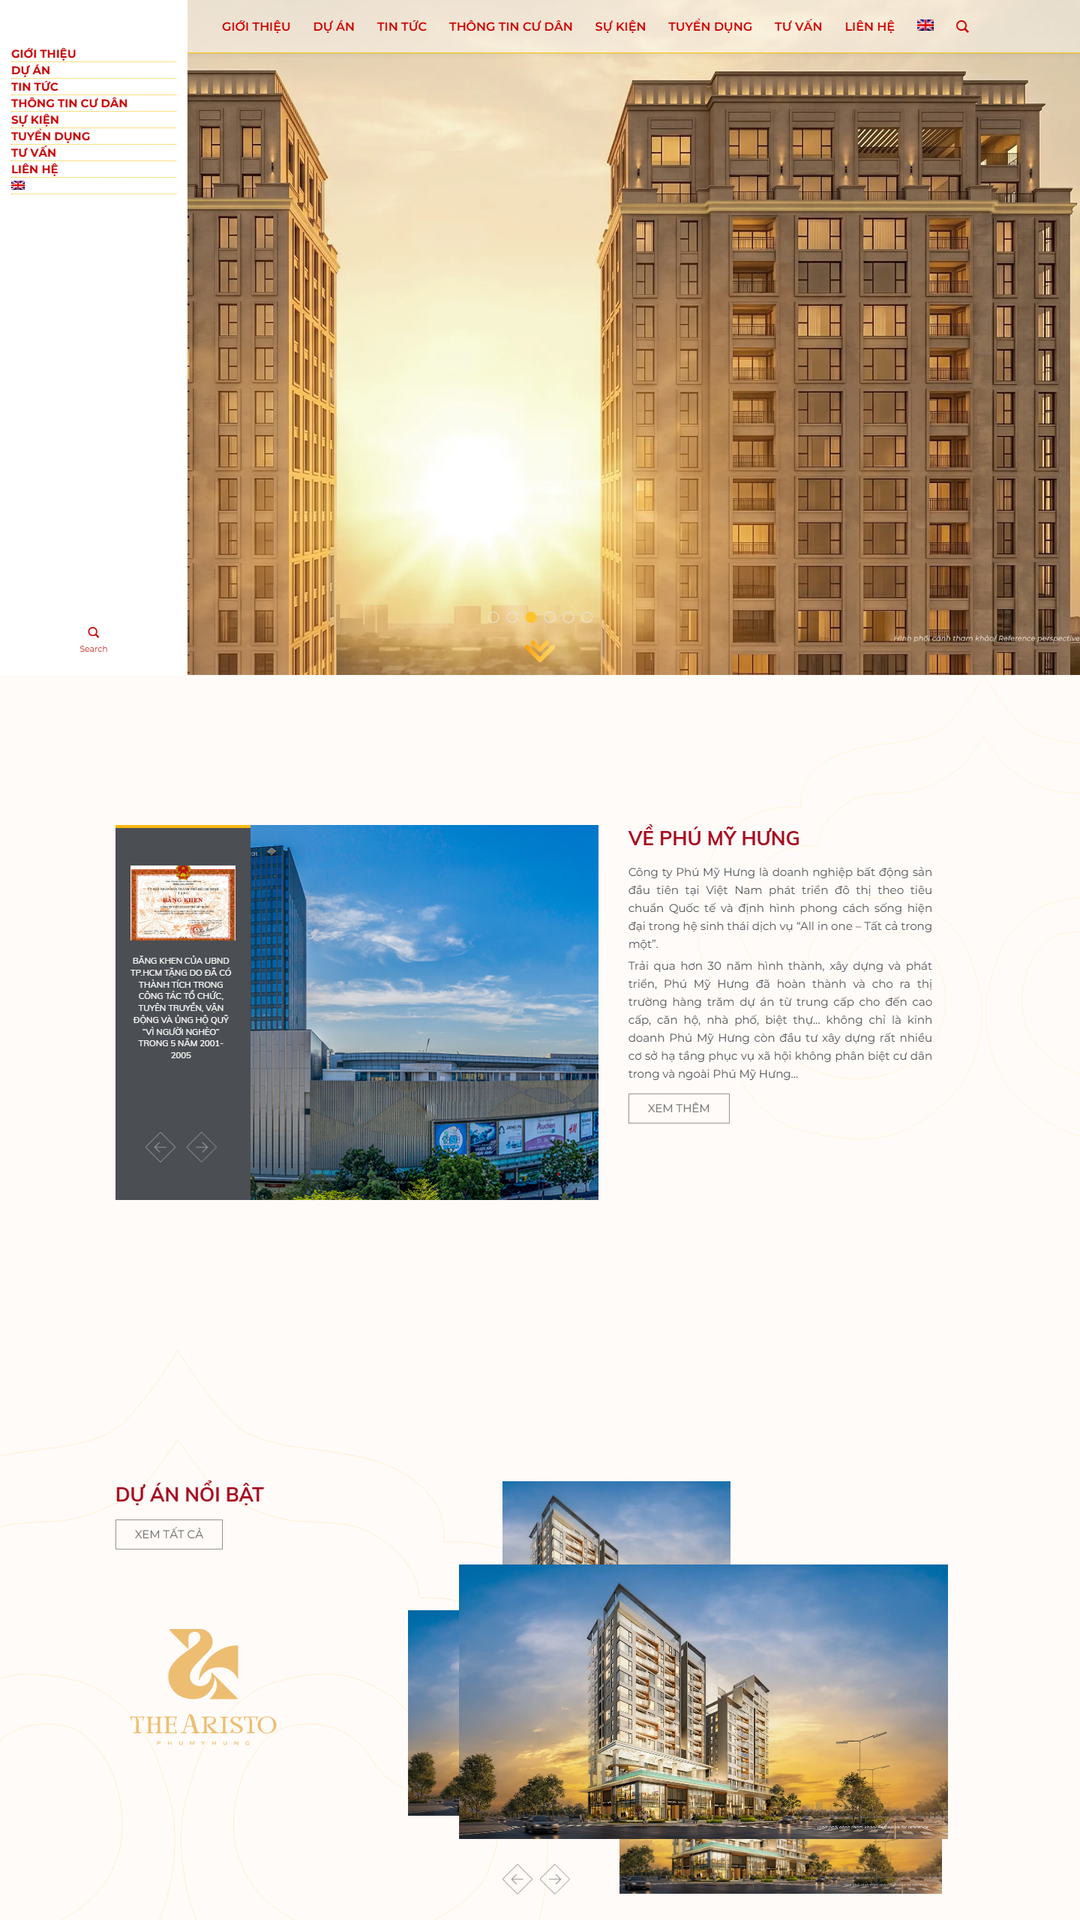 GIỚI THIỆU
DỰ ÁN
TIN TỨC
THÔNG TIN CƯ DÂN
SỰ KIỆN
TUYỂN DỤNG
TƯ VẤN
LIÊN HỆ
Search
GIỚI THIỆU DỰ ÁN TIN TỨC THÔNG TIN CƯ DÂN SỰ KIỆN TUYỂN DỤNG TƯ VẤN LIÊN HỆ
Hình phối cảnh tham khảo/ Reference perspective
BẰNG KHEN
BẰNG KHEN CỦA UBND
TP.HCM TẶNG DO ĐÃ CÓ
THÀNH TÍCH TRONG
CÔNG TÁC TỔ CHỨC,
TUYÊN TRUYỀN, VẬN
ĐỘNG VÀ ỦNG HỘ QUỸ
"VÌ NGƯỜI NGHÈO"
TRONG 5 NĂM 2001-
2005
VỀ PHÚ MỸ HƯNG
Công ty Phú Mỹ Hưng là doanh nghiệp bất động sản
đầu tiên tại Việt Nam phát triển đô thị theo tiêu
chuẩn Quốc tế và định hình phong cách sống hiện
đại trong hệ sinh thái dịch vụ “All in one – Tất cả trong
một”.
Trải qua hơn 30 năm hình thành, xây dựng và phát
triển, Phú Mỹ Hưng đã hoàn thành và cho ra thị
trường hàng trăm dự án từ trung cấp cho đến cao
cấp, căn hộ, nhà phố, biệt thự... không chỉ là kinh
doanh Phú Mỹ Hưng còn đầu tư xây dựng rất nhiều
cơ sở hạ tầng phục vụ xã hội không phân biệt cư dân
trong và ngoài Phú Mỹ Hưng...
XEM THÊM
DỰ ÁN NỔI BẬT
XEM TẤT CẢ
THE ARISTO
PHUMYHUNG